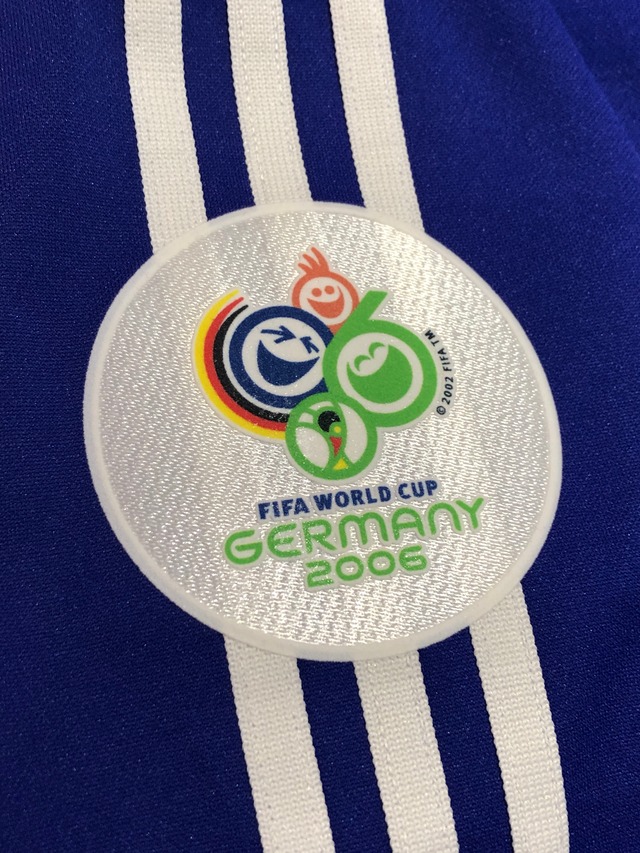 © 2002 FIFA TM
FIFA WORLD CUP
GERMANY
2006